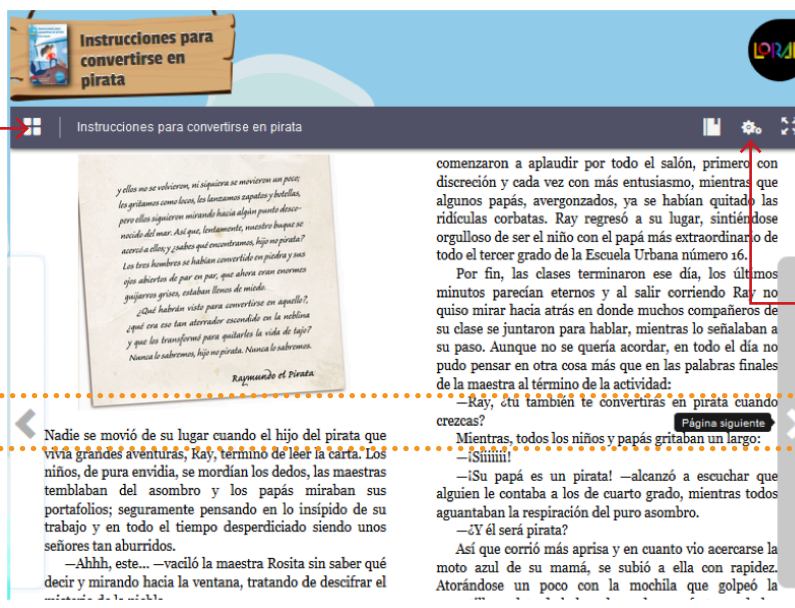 Instrucciones para
convertirse en
pirata
LORAN
Instrucciones para convertirse en pirata
y ellos no se volvieron, ni siquiera se movieron un poco;
les gritamos como locos, les lanzamos zapatos y botellas,
pero ellos siguieron mirando hacia algún punto desco-
nocido del mar. Así que, lentamente, nuestro buque se
acercó a ellos; y ¿sabes qué encontramos, hijo ne pirata?
Los tres hombres se habían convertido en piedra y sus
ojos abiertos de par en par, que ahora eran enormes
guijarros grises, estaban llenos de miedo.
¿Qué habrán visto para convertirse en aquello?,
¿qué era eso tan aterrador escondido en la neblina
y que los transformó para quitarles la vida de tajo?
Nunca lo sabremos, hijo ne pirata. Nunca lo sabremos.
Raymundo el Pirata
Nadie se movió de su lugar cuando el hijo del pirata que
vivía grandes aventuras, Ray, terminó de leer la carta. Los
niños, de pura envidia, se mordían los dedos, las maestras
temblaban del asombro y los papás miraban sus
portafolios; seguramente pensando en lo insípido de su
trabajo y en todo el tiempo desperdiciado siendo unos
señores tan aburridos.
—Ahhh, este... —vaciló la maestra Rosita sin saber qué
decir y mirando hacia la ventana, tratando de descifrar el
misterio de la niebla
comenzaron a aplaudir por todo el salón, primero con
discreción y cada vez con más entusiasmo, mientras que
algunos papás, avergonzados, ya se habían quitado las
ridículas corbatas. Ray regresó a su lugar, sintiéndose
orgulloso de ser el niño con el papá más extraordinario de
todo el tercer grado de la Escuela Urbana número 16.
Por fin, las clases terminaron ese día, los últimos
minutos parecían eternos y al salir corriendo Ray no
quiso mirar hacia atrás en donde muchos compañeros de
su clase se juntaron para hablar, mientras lo señalaban a
su paso. Aunque no se quería acordar, en todo el día no
pudo pensar en otra cosa más que en las palabras finales
de la maestra al término de la actividad:
—Ray, ¿tú también te convertirás en pirata cuando
crezcas?
Página siguiente
Mientras, todos los niños y papás gritaban un largo:
—¡Siiiiii!
—¡Su papá es un pirata! —alcanzó a escuchar que
alguien le contaba a los de cuarto grado, mientras todos
aguantaban la respiración del puro asombro.
—¿Y él será pirata?
Así que corrió más aprisa y en cuanto vio acercarse la
moto azul de su mamá, se subió a ella con rapidez.
Atorándose un poco con la mochila que golpeó la